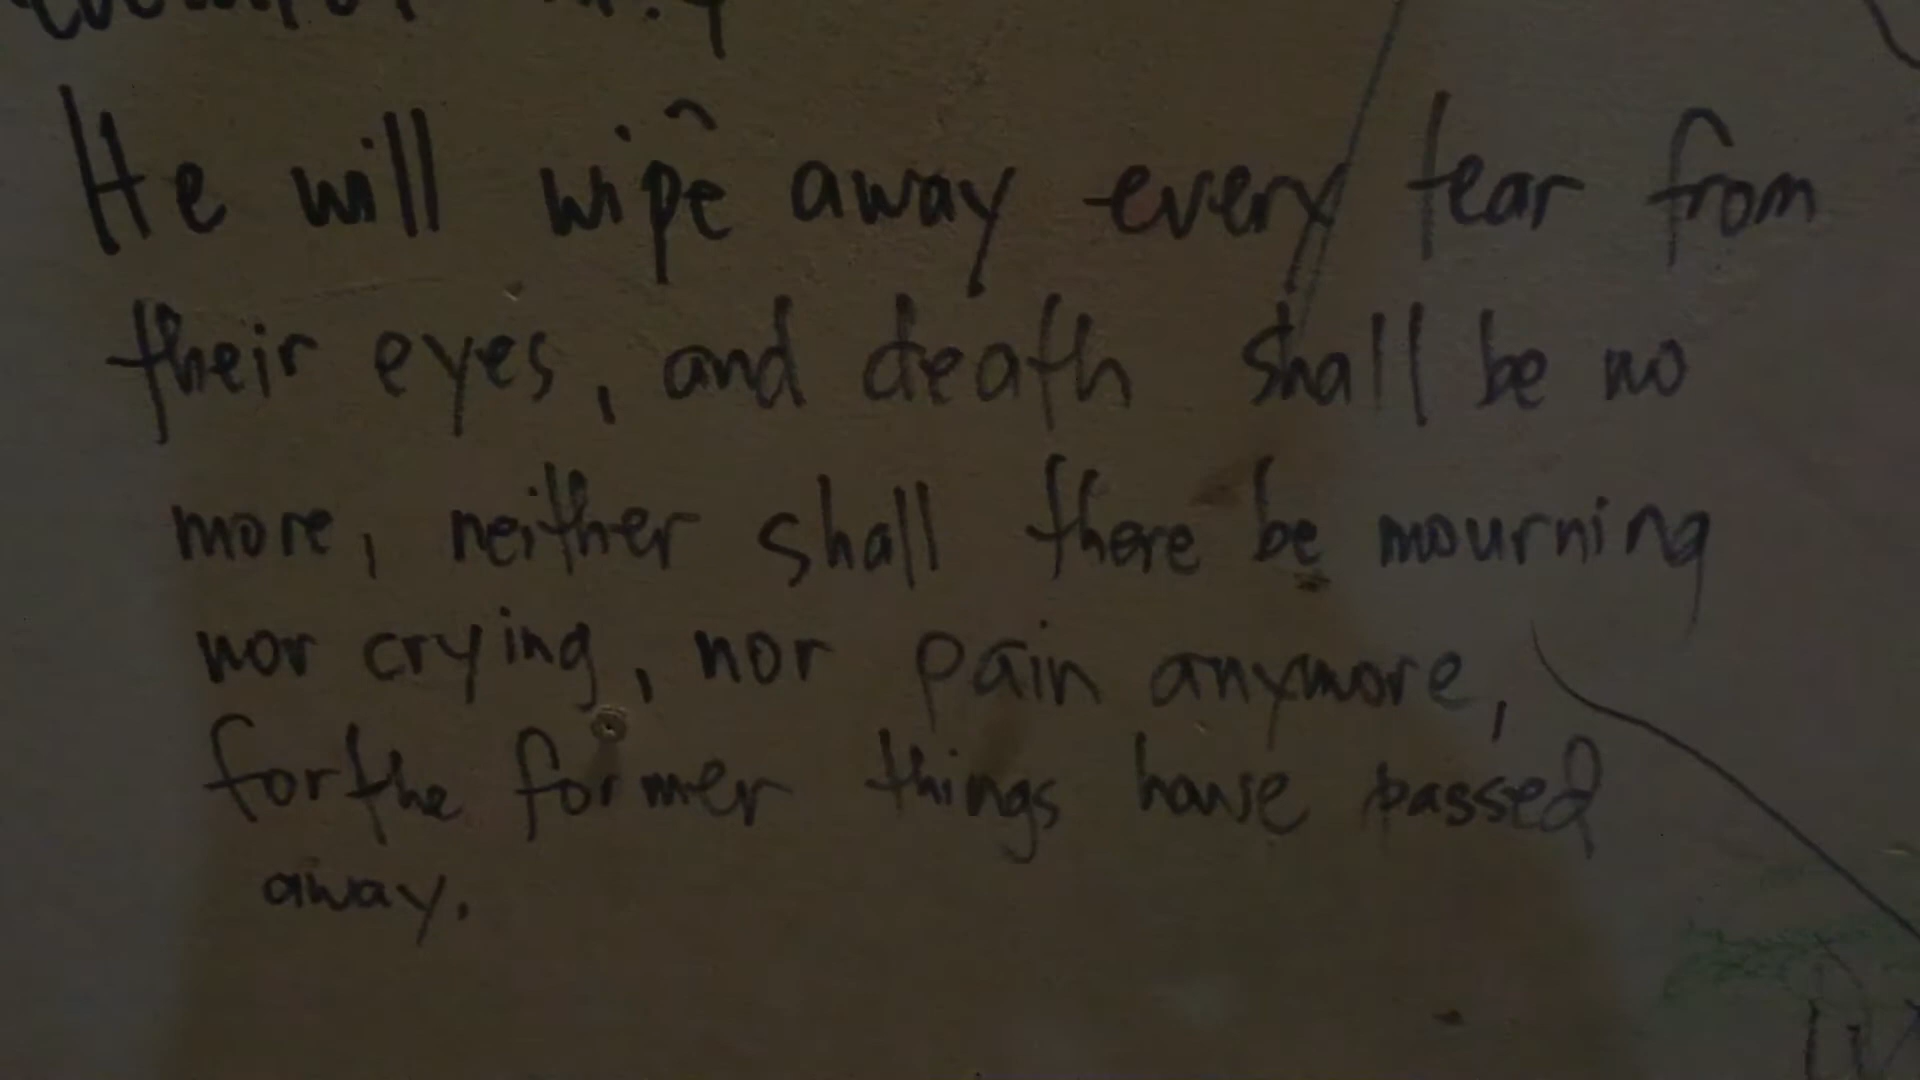 He will wipe away every tear from
their eyes, and death shall be no
more, neither shall there be mourning
nor crying, nor pain anymore,
for the former things have passed
away.